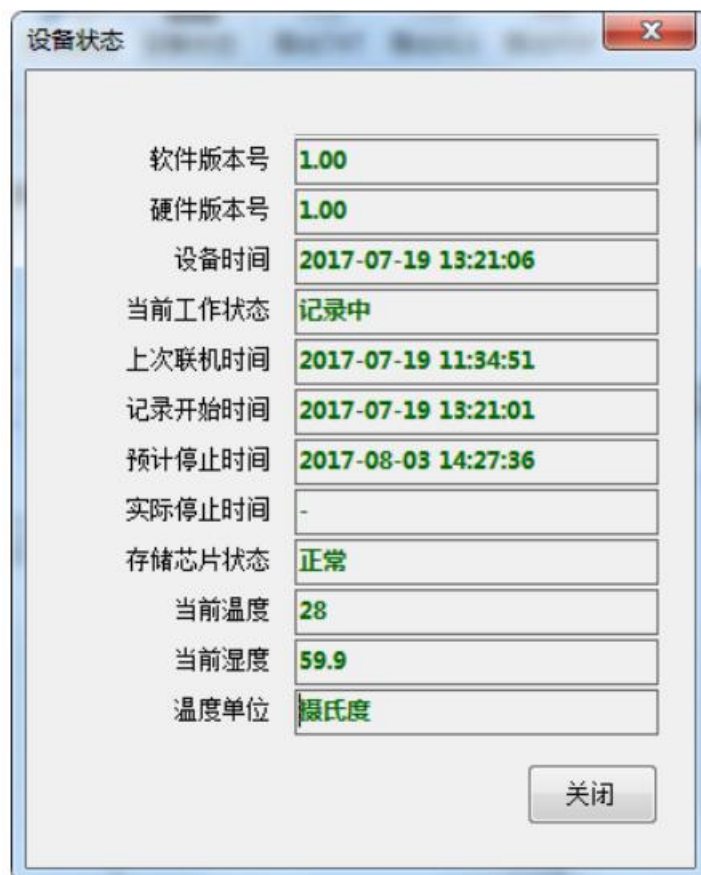 设备状态
软件版本号 1.00
硬件版本号 1.00
设备时间 2017-07-19 13:21:06
当前工作状态 记录中
上次联机时间 2017-07-19 11:34:51
记录开始时间 2017-07-19 13:21:01
预计停止时间 2017-08-03 14:27:36
实际停止时间 -
存储芯片状态 正常
当前温度 28
当前湿度 59.9
温度单位 摄氏度
关闭